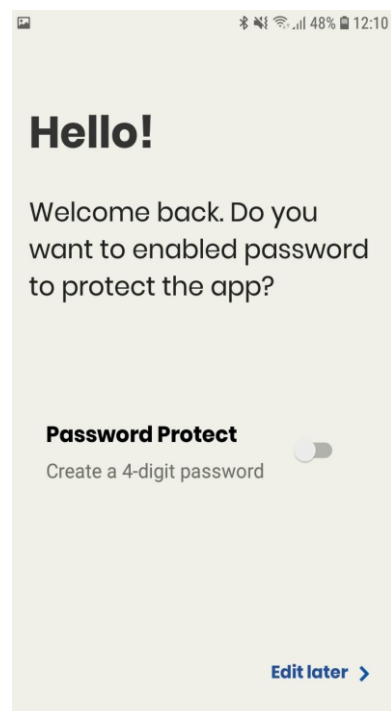 48% 12:10
Hello!
Welcome back. Do you
want to enabled password
to protect the app?
Password Protect
Create a 4-digit password
Edit later